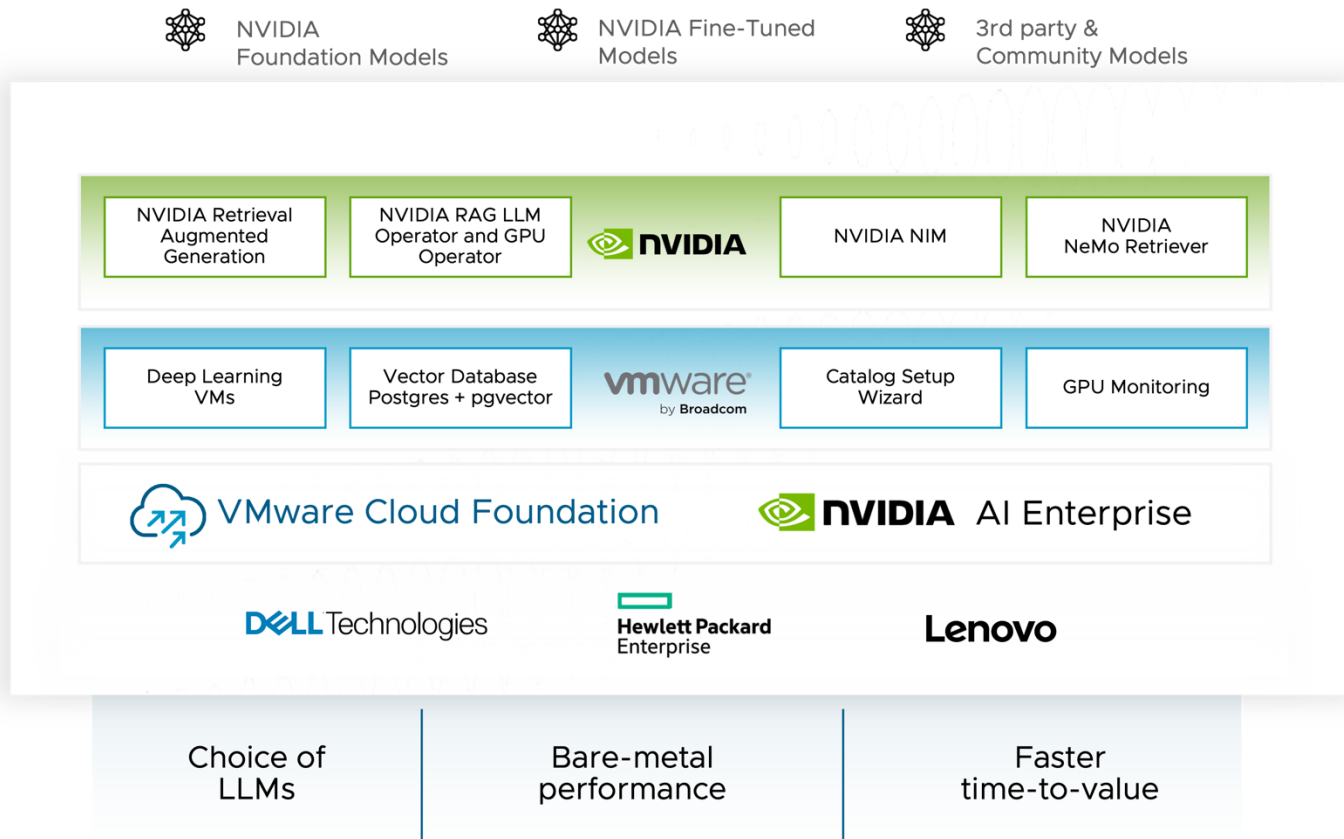 NVIDIA
Foundation Models
NVIDIA Fine-Tuned
Models
3rd party &
Community Models
NVIDIA Retrieval
Augmented
Generation
NVIDIA RAG LLM
Operator and GPU
Operator
NVIDIA
NVIDIA NIM
NVIDIA
NeMo Retriever
Deep Learning
VMs
Vector Database
Postgres + pgvector
vmware®
by Broadcom
Catalog Setup
Wizard
GPU Monitoring
VMware Cloud Foundation
NVIDIA AI Enterprise
DELL Technologies
Hewlett Packard
Enterprise
Lenovo
Choice of
LLMs
Bare-metal
performance
Faster
time-to-value